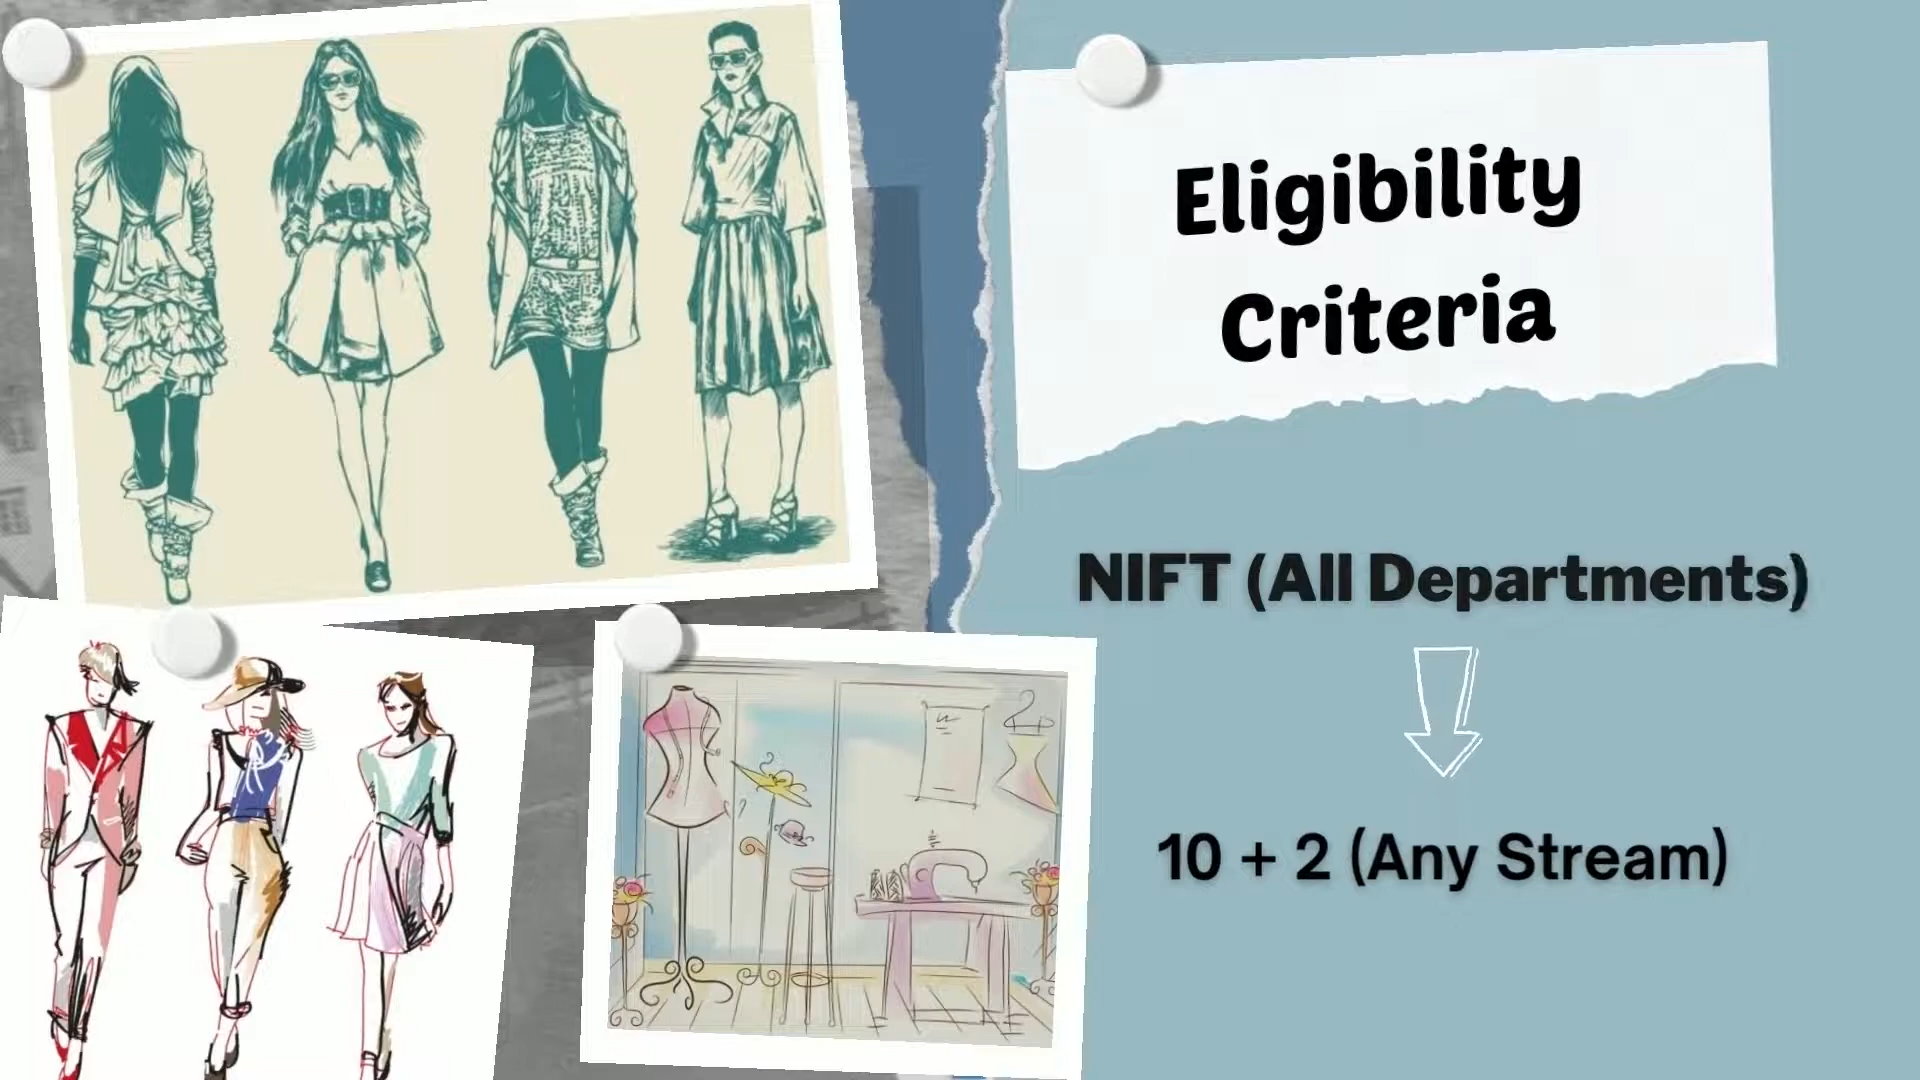 Eligibility
Criteria
NIFT (All Departments)
10 + 2 (Any Stream)